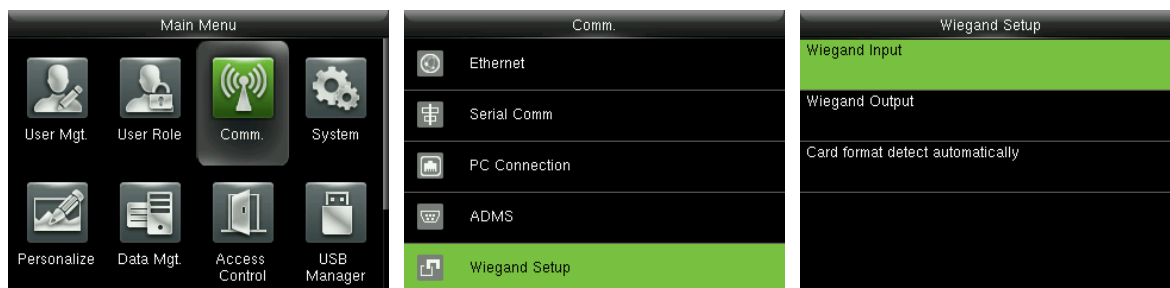 Main Menu
User Mgt.
User Role
Comm.
System
Personalize
Data Mgt.
Access
Control
USB
Manager
Comm.
Ethernet
Serial Comm
PC Connection
ADMS
Wiegand Setup
Wiegand Setup
Wiegand Input
Wiegand Output
Card format detect automatically